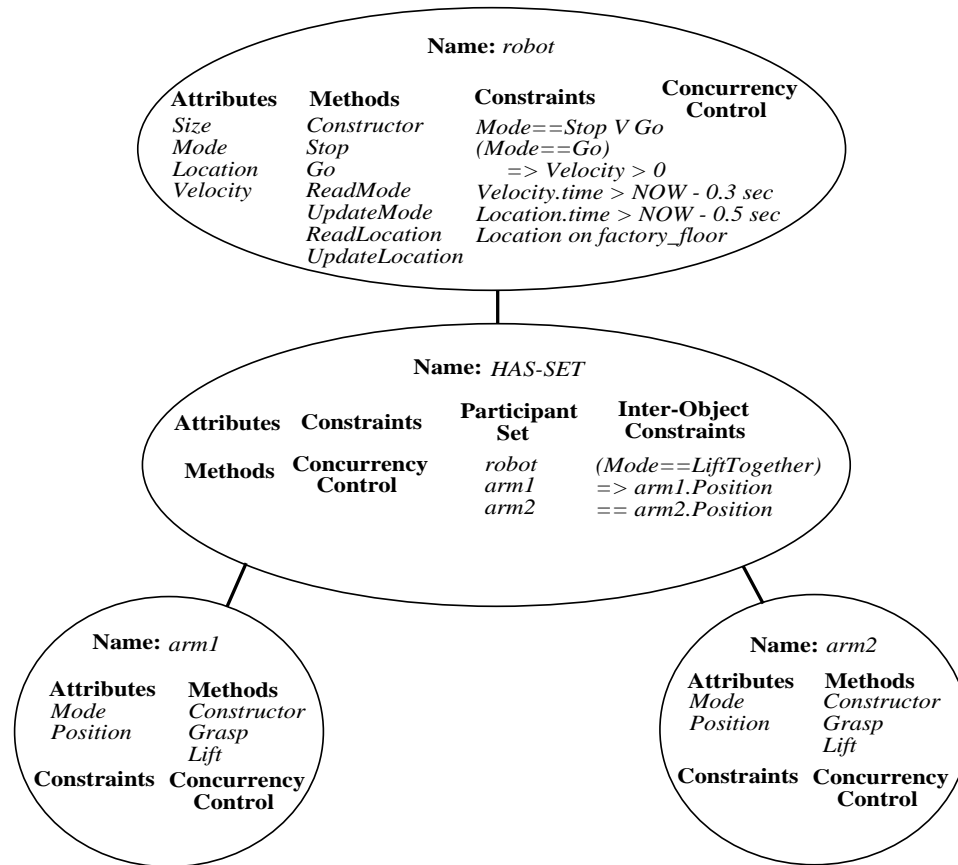 Name: robot
Attributes Methods Constraints Concurrency Control
Size Constructor Mode==Stop V Go
Mode Stop (Mode==Go)
Location Go => Velocity > 0
Velocity ReadMode Velocity.time > NOW - 0.3 sec
UpdateMode Location.time > NOW - 0.5 sec
ReadLocation Location on factory_floor
UpdateLocation
Name: HAS-SET
Attributes Constraints Participant Set Inter-Object Constraints
Methods Concurrency Control robot (Mode==LiftTogether)
arm1 => arm1.Position
arm2 == arm2.Position
Name: arm1
Attributes Methods
Mode Constructor
Position Grasp
Lift
Constraints Concurrency
Control
Name: arm2
Attributes Methods
Mode Constructor
Position Grasp
Lift
Constraints Concurrency
Control